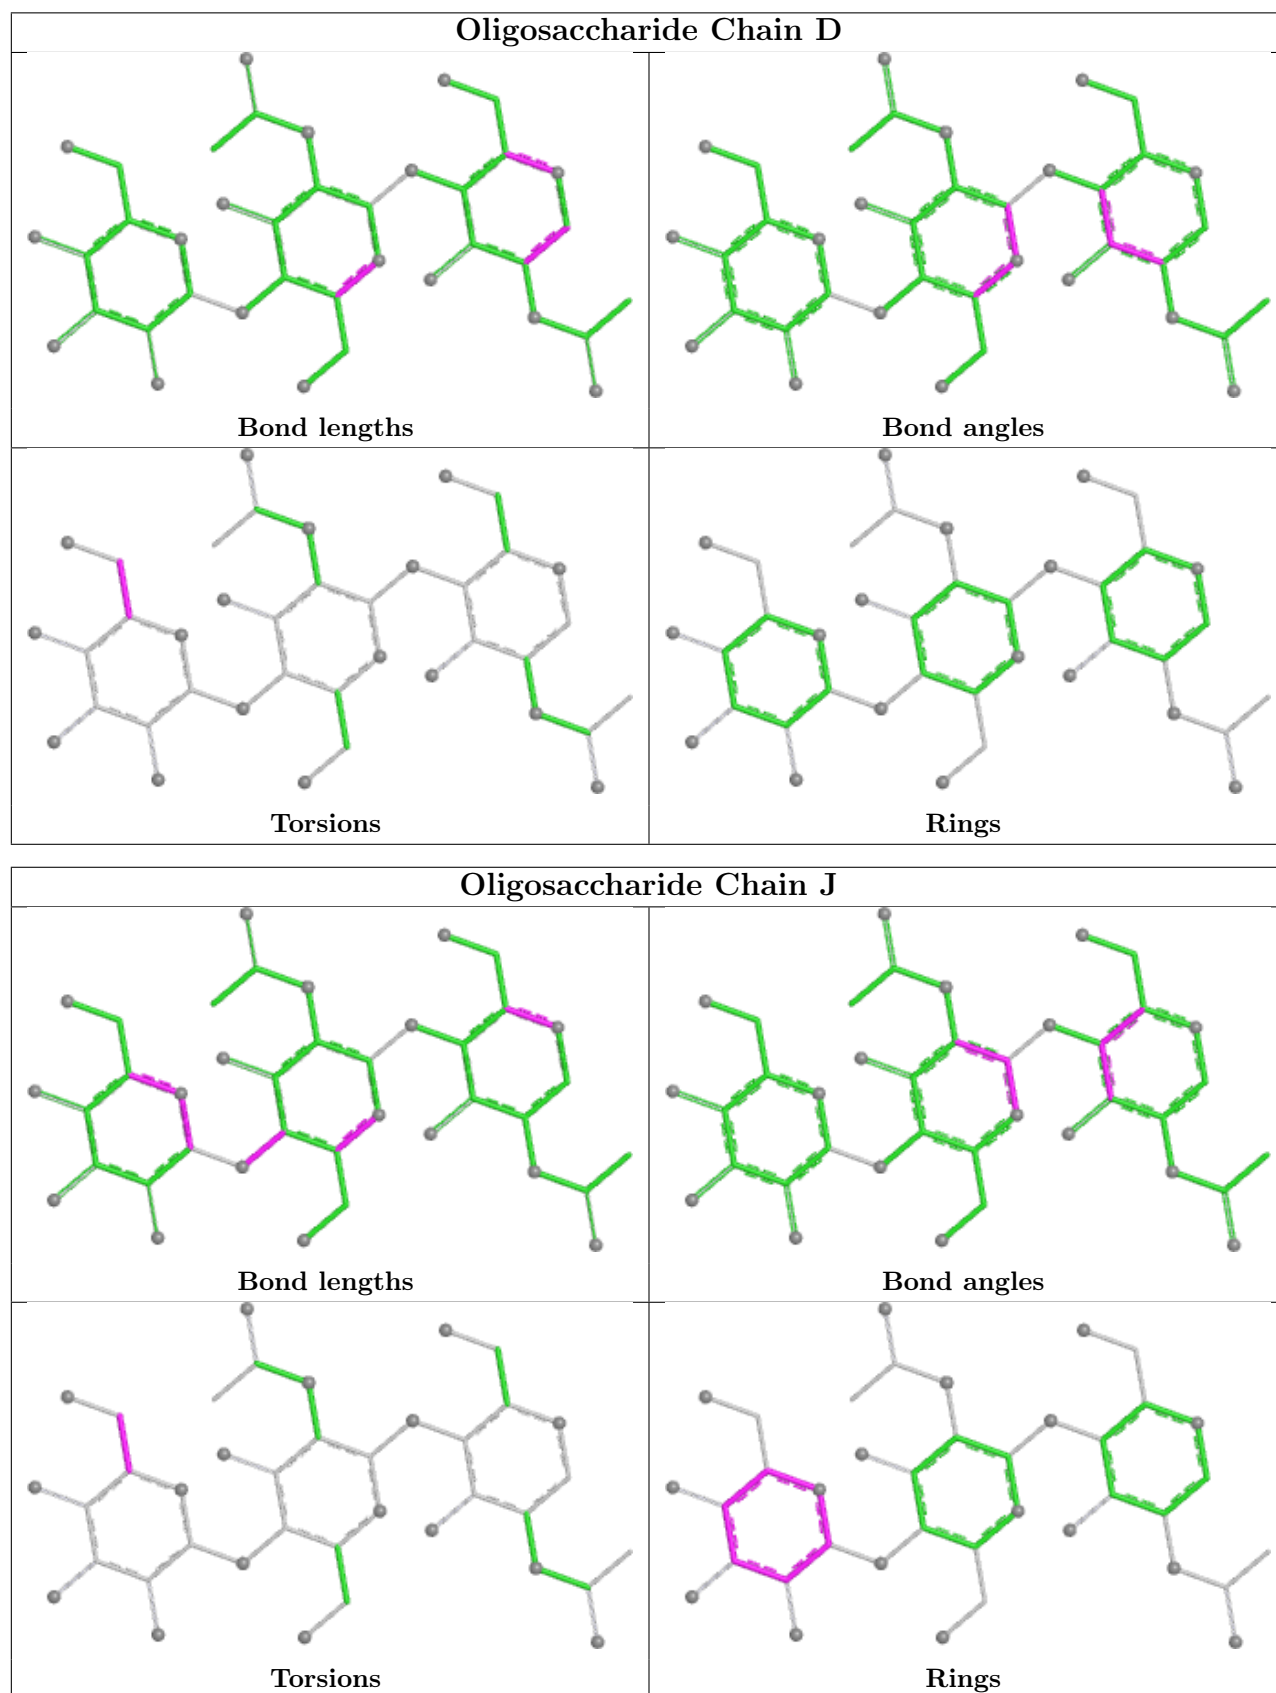 Oligosaccharide Chain D
Bond lengths
Bond angles
Torsions
Rings
Oligosaccharide Chain J
Bond lengths
Bond angles
Torsions
Rings